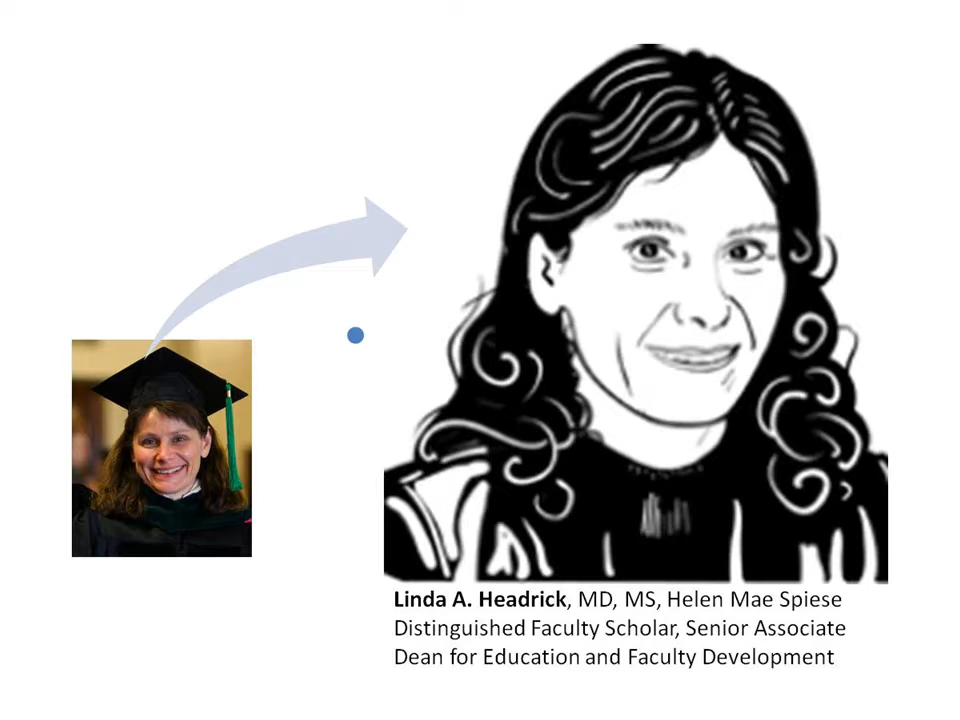 Linda A. Headrick, MD, MS, Helen Mae Spiese
Distinguished Faculty Scholar, Senior Associate
Dean for Education and Faculty Development